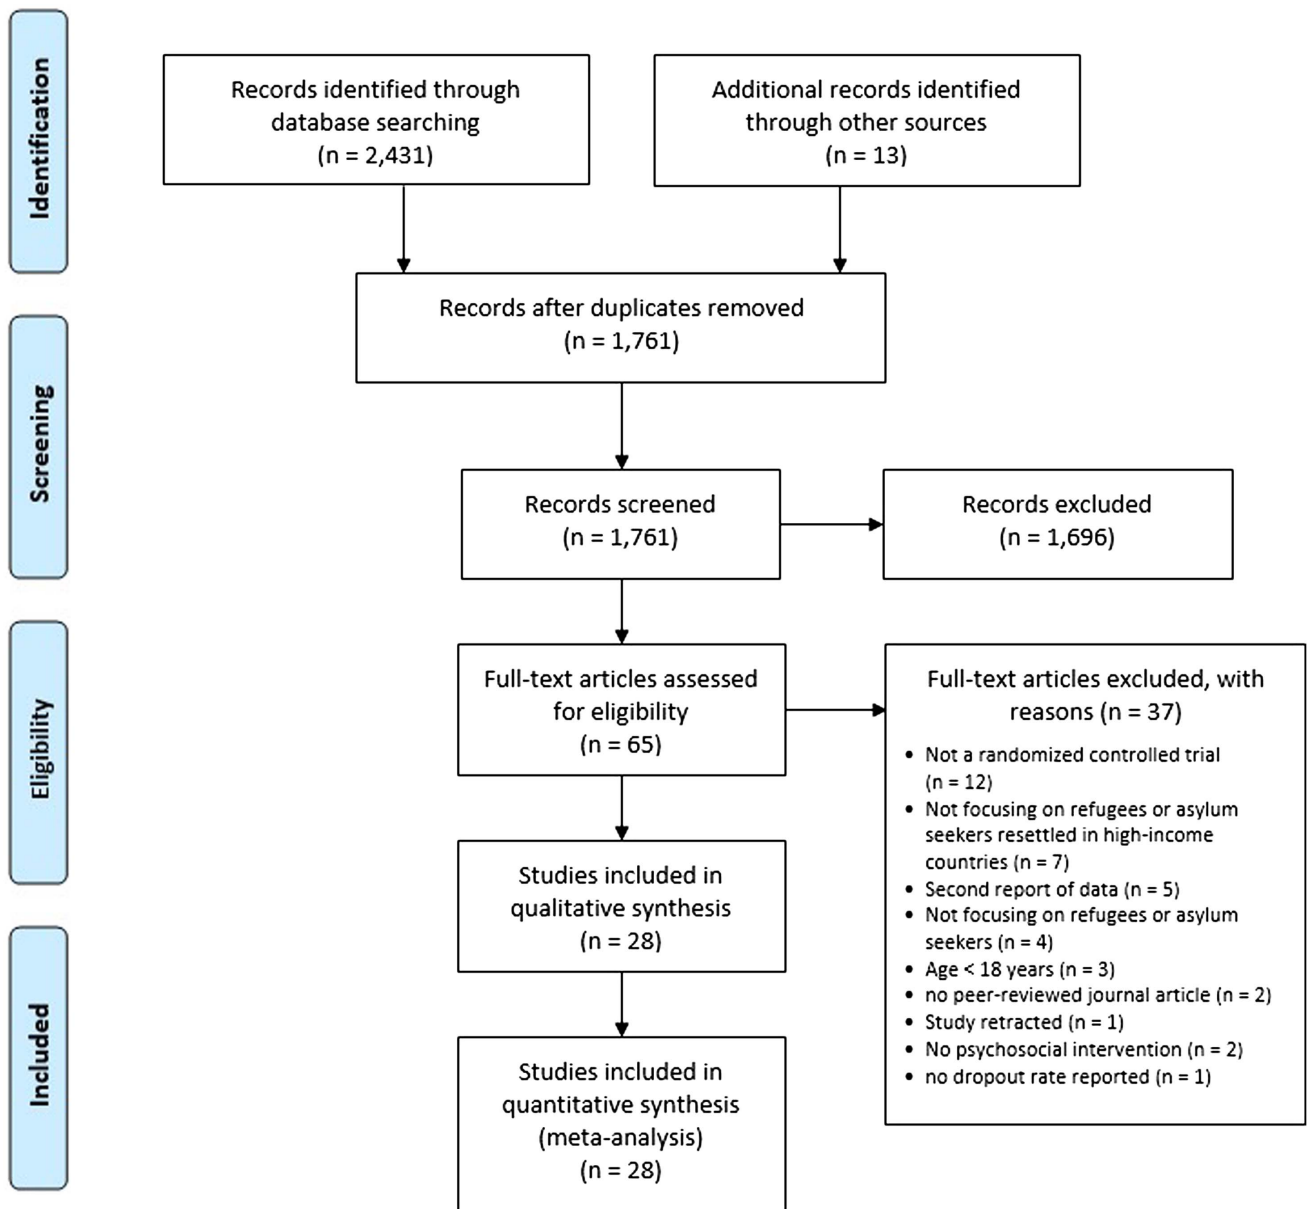 Identification
Records identified through
database searching
(n = 2,431)
Additional records identified
through other sources
(n = 13)
Records after duplicates removed
(n = 1,761)
Screening
Records screened
(n = 1,761)
Records excluded
(n = 1,696)
Eligibility
Full-text articles assessed
for eligibility
(n = 65)
Full-text articles excluded, with
reasons (n = 37)
• Not a randomized controlled trial
(n = 12)
• Not focusing on refugees or asylum
seekers resettled in high-income
countries (n = 7)
• Second report of data (n = 5)
• Not focusing on refugees or asylum
seekers (n = 4)
• Age < 18 years (n = 3)
• no peer-reviewed journal article (n = 2)
• Study retracted (n = 1)
• No psychosocial intervention (n = 2)
• no dropout rate reported (n = 1)
Studies included in
qualitative synthesis
(n = 28)
Included
Studies included in
quantitative synthesis
(meta-analysis)
(n = 28)